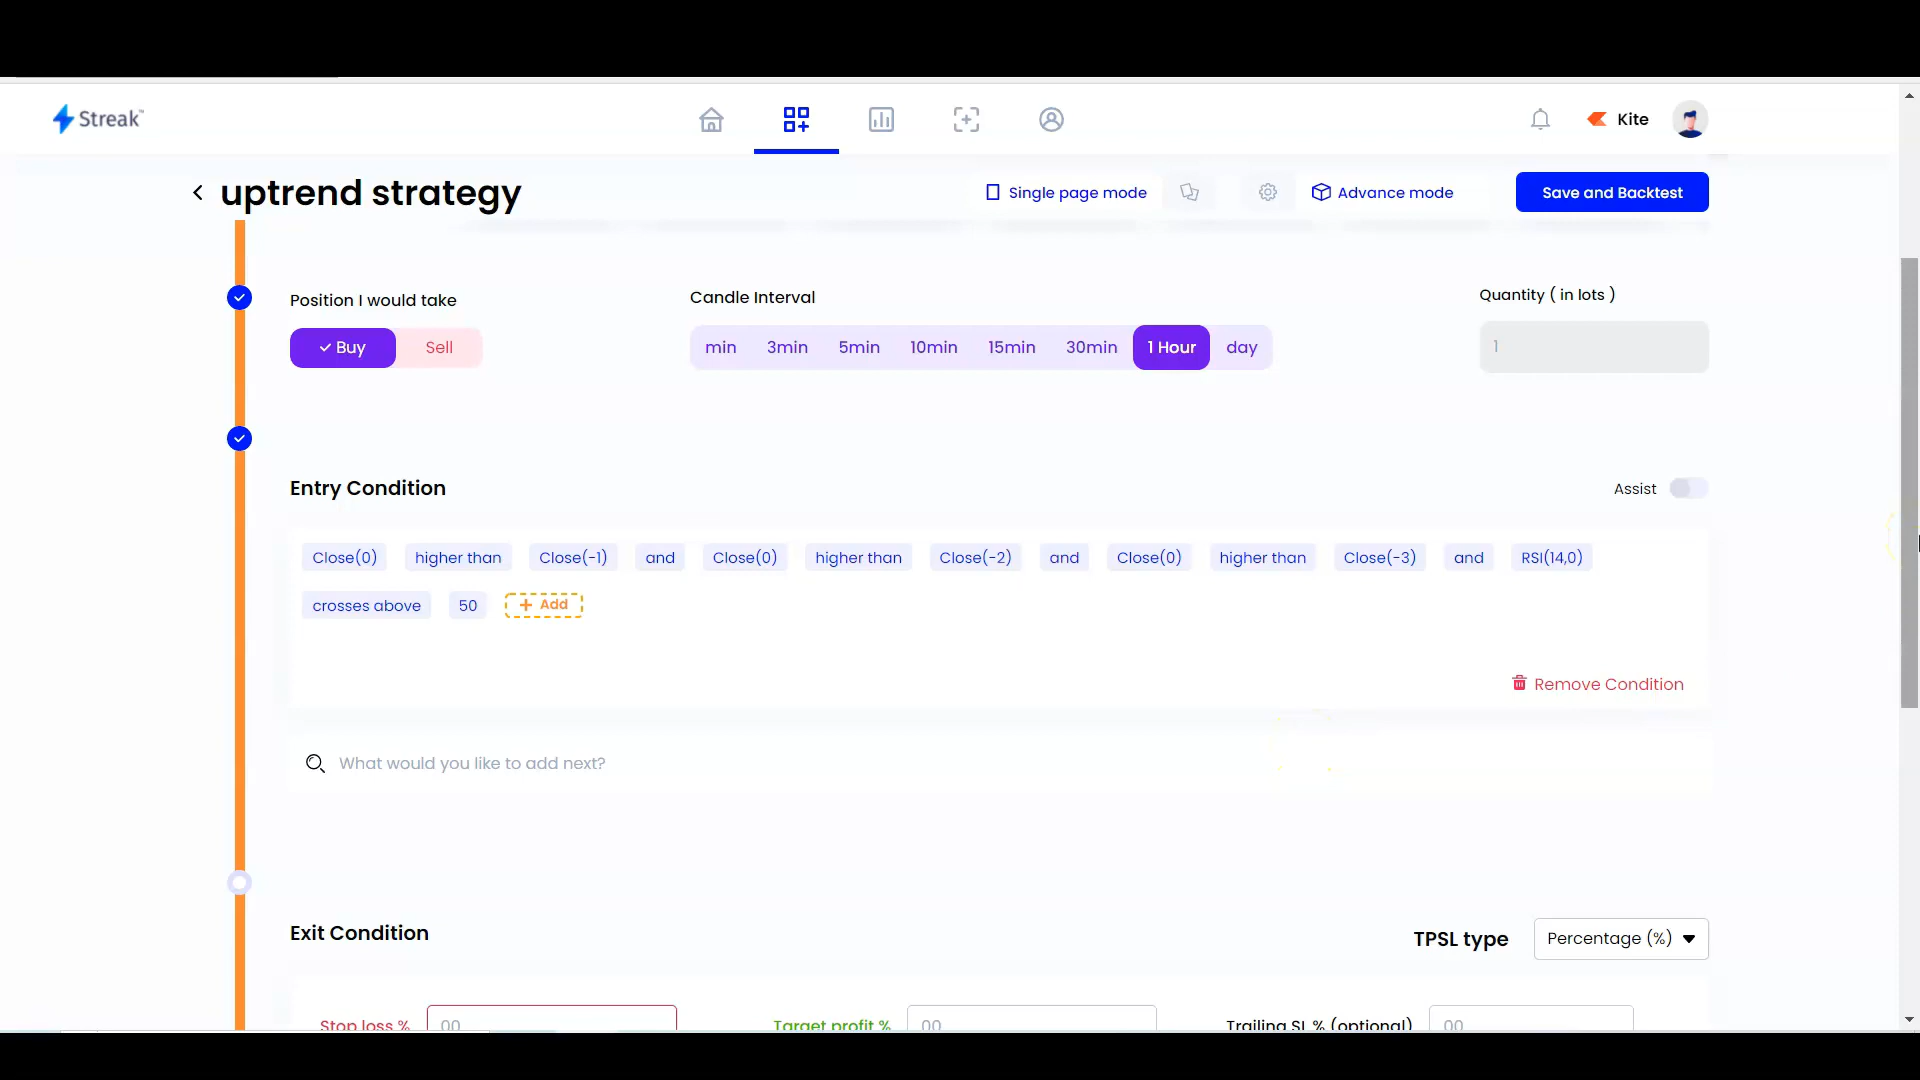 Streak™
Kite
uptrend strategy
Single page mode
Advance mode
Save and Backtest
Position I would take
Candle Interval
Quantity ( in lots )
Buy Sell
min 3min 5min 10min 15min 30min 1 Hour day
1
Entry Condition
Assist
Close(0) higher than Close(-1) and Close(0) higher than Close(-2) and Close(0) higher than Close(-3) and RSI(14,0)
crosses above 50 + Add
Remove Condition
What would you like to add next?
Exit Condition
TPSL type Percentage (%)
Stop loss % 00 Target profit % 00 Trailing SL % (optional) 00